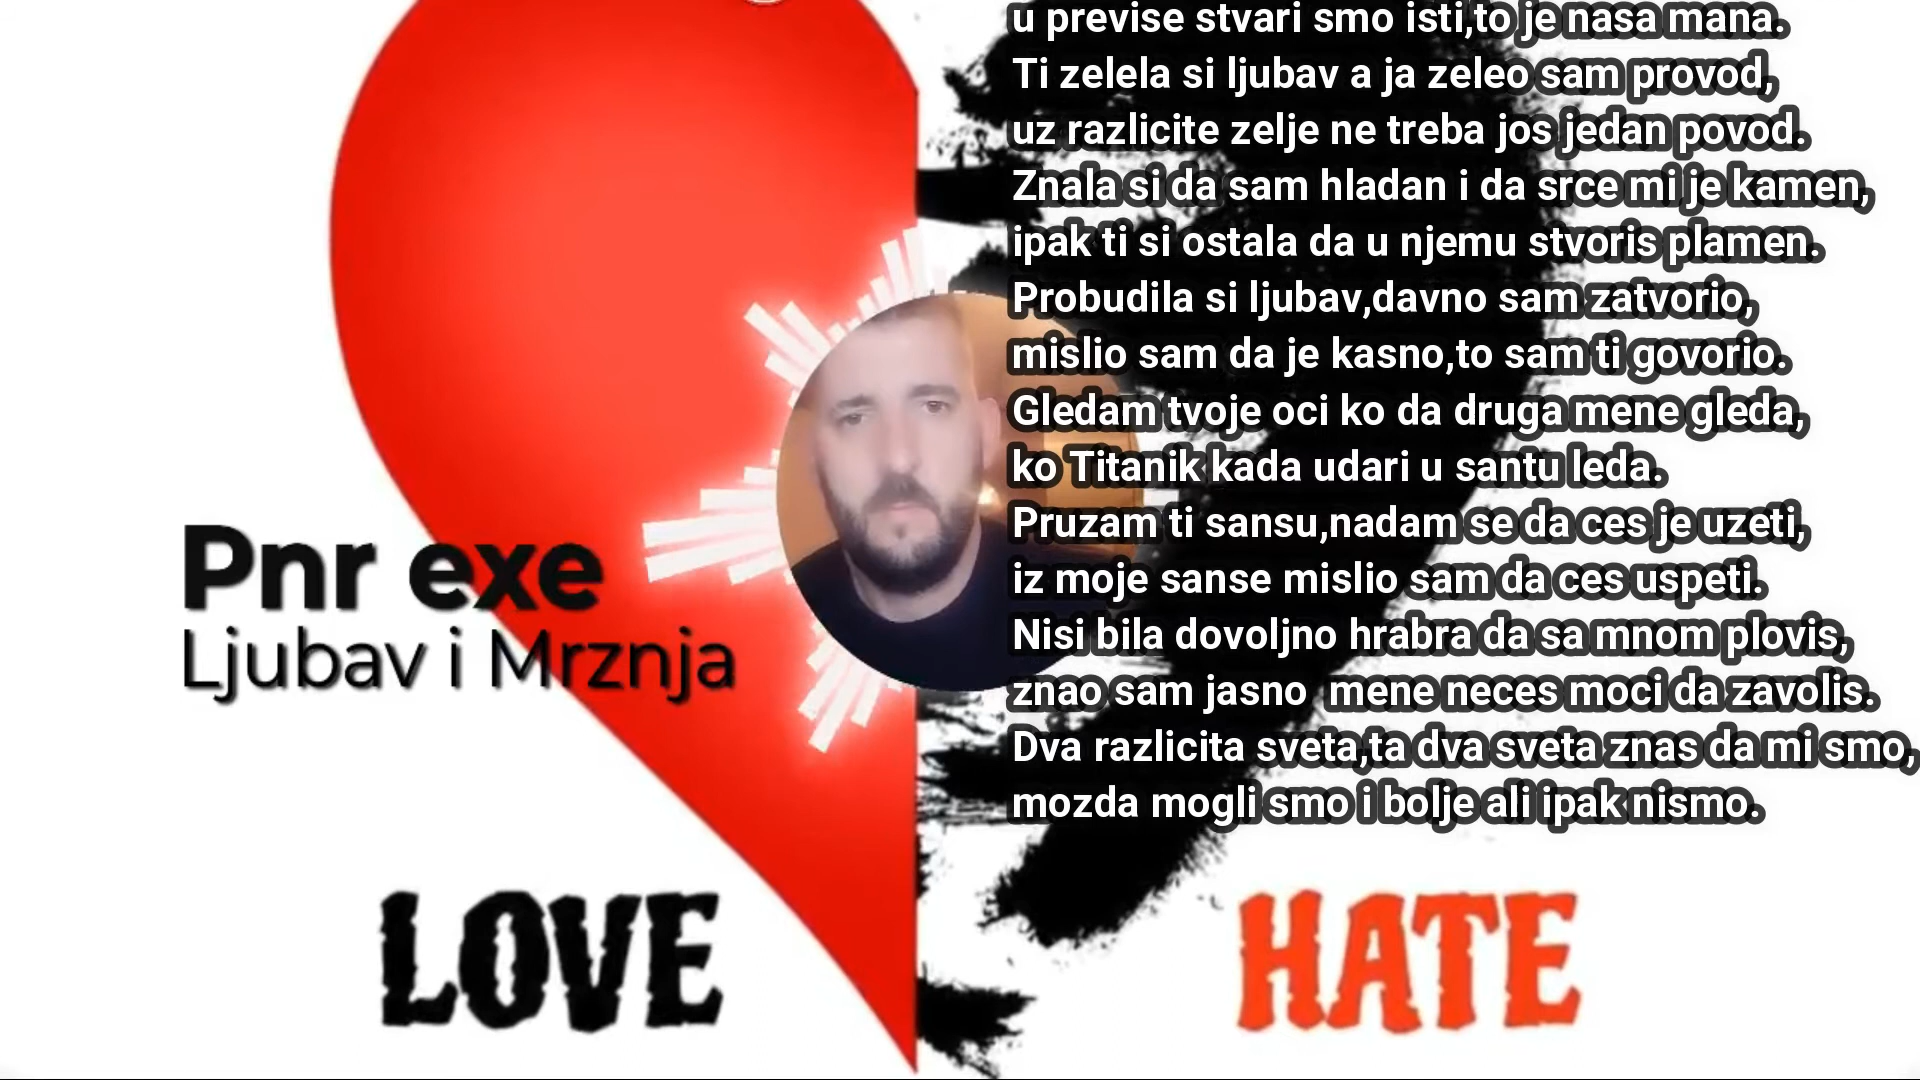 u previse stvari smo isti,to je nasa mana.
Ti zelela si ljubav a ja zeleo sam provod,
uz razlicite zelje ne treba jos jedan povod.
Znala si da sam hladan i da srce mi je kamen,
ipak ti si ostala da u njemu stvoris plamen.
Probudila si ljubav,davno sam zatvorio,
mislio sam da je kasno,to sam ti govorio.
Gledam tvoje oci ko da druga mene gleda,
ko Titanik kada udari u santu leda.
Pruzam ti sansu,nadam se da ces je uzeti,
iz moje sanse mislio sam da ces uspeti.
Nisi bila dovoljno hrabra da sa mnom plovis,
znao sam jasno  mene neces moci da zavolis.
Dva razlicita sveta,ta dva sveta znas da mi smo,
mozda mogli smo i bolje ali ipak nismo.
Pnr exe
Ljubav i Mrznja
LOVE
HATE